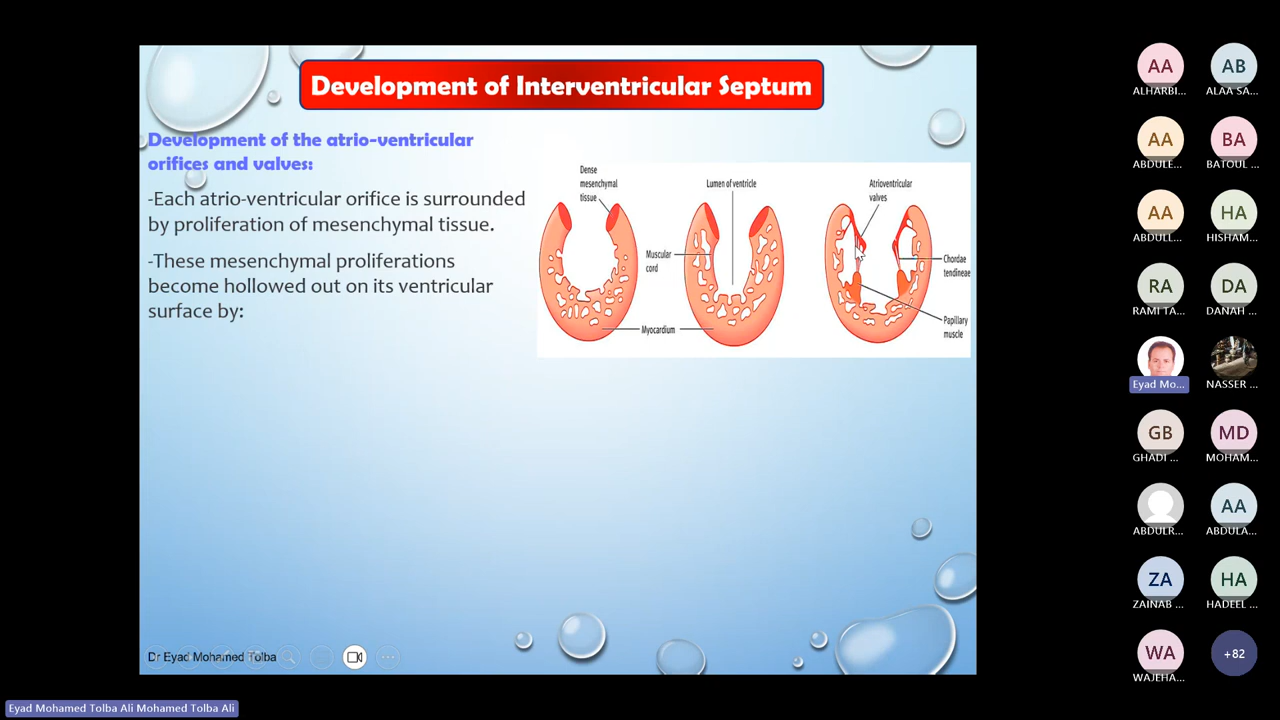 Development of Interventricular Septum
Development of the atrio-ventricular
orifices and valves:
-Each atrio-ventricular orifice is surrounded
by proliferation of mesenchymal tissue.
-These mesenchymal proliferations
become hollowed out on its ventricular
surface by:
Dense
mesenchymal
tissue
Lumen of ventricle
Atrioventricular
valves
Muscular
cord
Chordae
tendineae
Myocardium
Papillary
muscle
Dr Eyad Mohamed Tolba
AA
ALHARBI...
AB
ALAA SA...
AA
ABDULE...
BA
BATOUL ...
AA
ABDULL...
HA
HISHAM...
RA
RAMI TA...
DA
DANAH ...
Eyad Mo...
NASSER ...
GB
GHADI ...
MD
MOHAM...
ABDULR...
AA
ABDULA...
ZA
ZAINAB ...
HA
HADEEL ...
WA
WAJEHA...
+82
Eyad Mohamed Tolba Ali Mohamed Tolba Ali